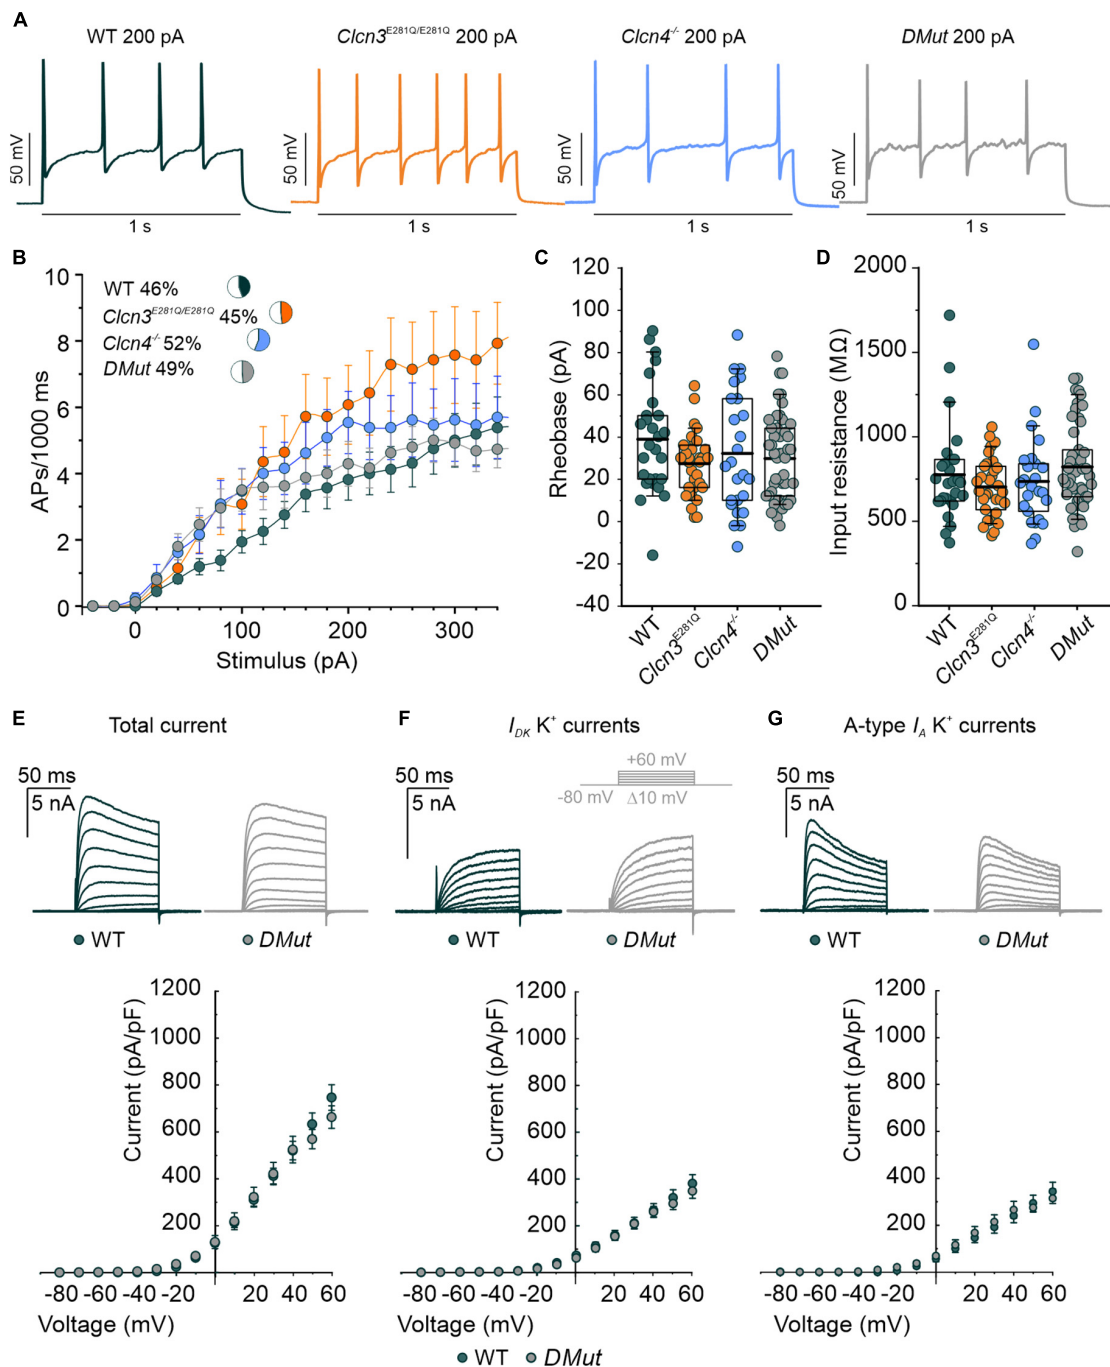 A
WT 200 pA
Clcn3E281Q/E281Q 200 pA
Clcn4-/- 200 pA
DMut 200 pA
50 mV
50 mV
50 mV
50 mV
1 s
1 s
1 s
1 s
B
APs/1000 ms
10
8
6
4
2
0
WT 46%
Clcn3E281Q/E281Q 45%
Clcn4-/- 52%
DMut 49%
0
100
200
300
Stimulus (pA)
C
Rheobase (pA)
120
100
80
60
40
20
0
-20
-40
WT
Clcn3E281Q
Clcn4-/-
DMut
D
Input resistance (MΩ)
2000
1500
1000
500
0
WT
Clcn3E281Q
Clcn4-/-
DMut
E
Total current
50 ms
5 nA
WT
DMut
Current (pA/pF)
1200
1000
800
600
400
200
-80 -60 -40 -20
20 40 60
Voltage (mV)
F
IDK K+ currents
50 ms
5 nA
+60 mV
-80 mV
Δ10 mV
WT
DMut
Current (pA/pF)
1200
1000
800
600
400
200
-80 -60 -40 -20
20 40 60
Voltage (mV)
G
A-type IA K+ currents
50 ms
5 nA
WT
DMut
Current (pA/pF)
1200
1000
800
600
400
200
-80 -60 -40 -20
20 40 60
Voltage (mV)
WT
DMut